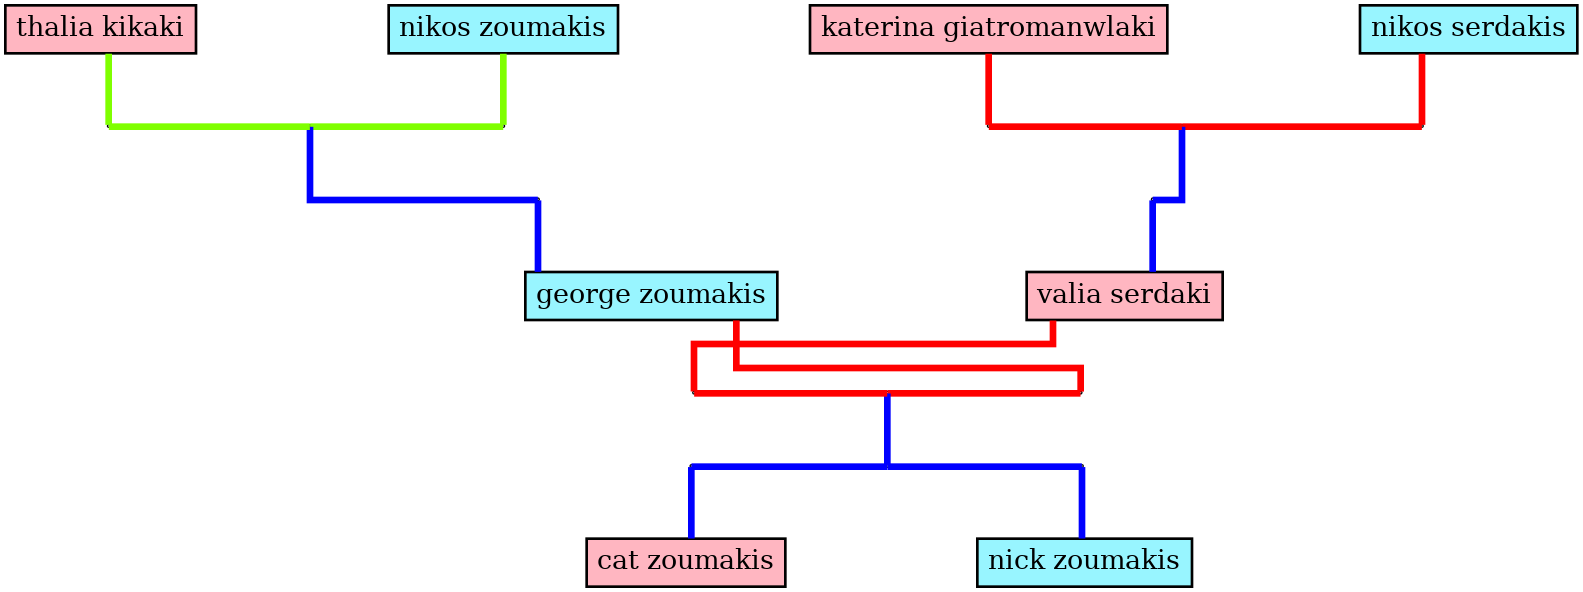 thalia kikaki
nikos zoumakis
katerina giatromanwlaki
nikos serdakis
george zoumakis
valia serdaki
cat zoumakis
nick zoumakis